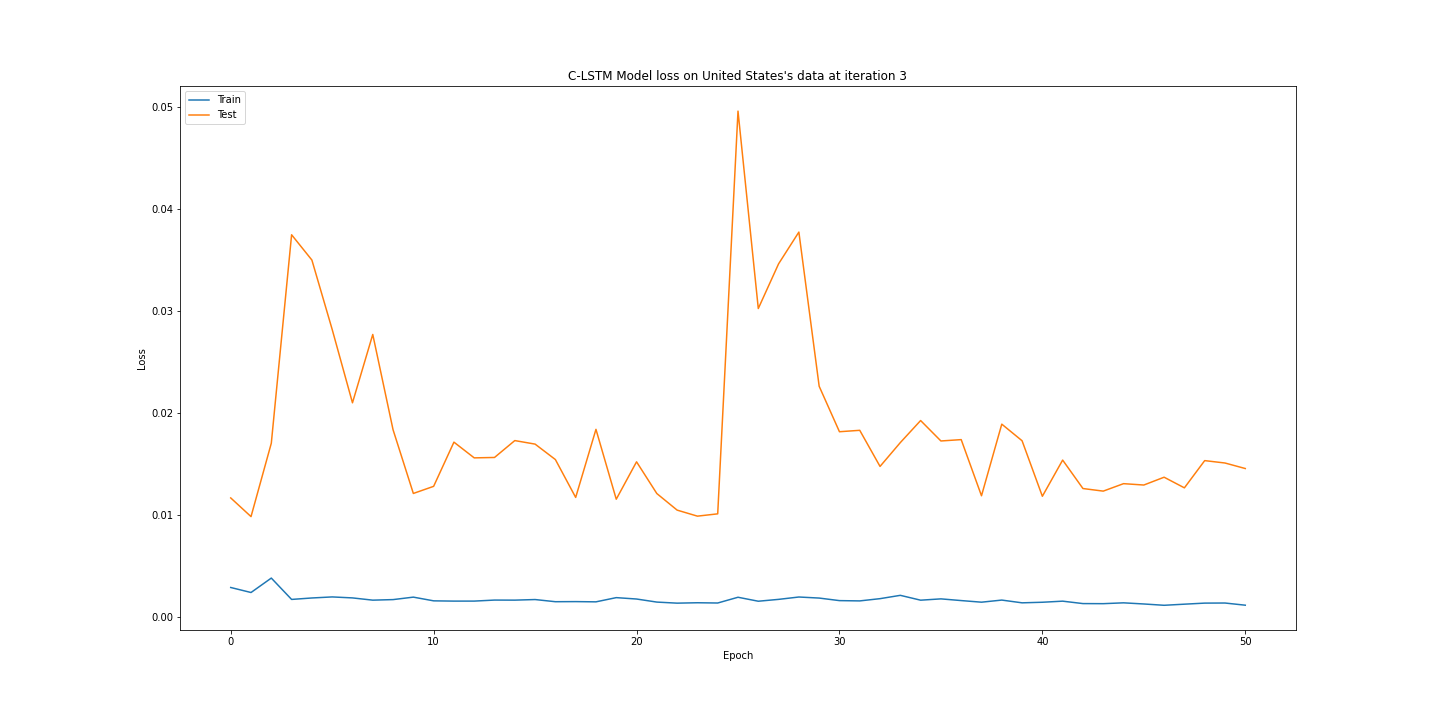 C-LSTM Model loss on United States's data at iteration 3
Train
Test
0.05
0.04
0.03
0.02
0.01
0.00
Loss
0 10 20 30 40 50
Epoch